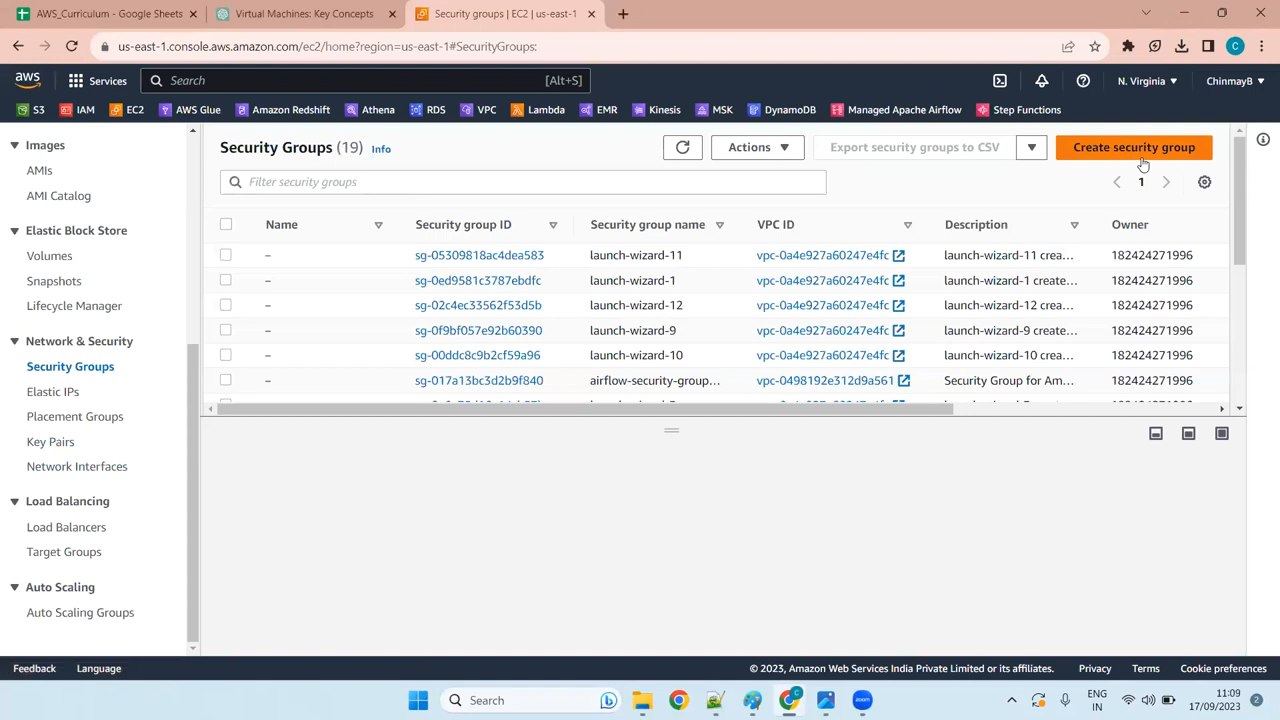 AWS_Curriculum - Google Sheets
Virtual Machines: Key Concepts
Security groups | EC2 | us-east-1
us-east-1.console.aws.amazon.com/ec2/home?region=us-east-1#SecurityGroups:
aws Services Search [Alt+S] N. Virginia ChinmayB
S3 IAM EC2 AWS Glue Amazon Redshift Athena RDS VPC Lambda EMR Kinesis MSK DynamoDB Managed Apache Airflow Step Functions
Images
AMIs
AMI Catalog
Elastic Block Store
Volumes
Snapshots
Lifecycle Manager
Network & Security
Security Groups
Elastic IPs
Placement Groups
Key Pairs
Network Interfaces
Load Balancing
Load Balancers
Target Groups
Auto Scaling
Auto Scaling Groups
Security Groups (19) Info Actions Export security groups to CSV Create security group
Filter security groups 1
Name Security group ID Security group name VPC ID Description Owner
– sg-05309818ac4dea583 launch-wizard-11 vpc-0a4e927a60247e4fc launch-wizard-11 crea... 182424271996
– sg-0ed9581c3787ebdfc launch-wizard-1 vpc-0a4e927a60247e4fc launch-wizard-1 create... 182424271996
– sg-02c4ec33562f53d5b launch-wizard-12 vpc-0a4e927a60247e4fc launch-wizard-12 crea... 182424271996
– sg-0f9bf057e92b60390 launch-wizard-9 vpc-0a4e927a60247e4fc launch-wizard-9 create... 182424271996
– sg-00ddc8c9b2cf59a96 launch-wizard-10 vpc-0a4e927a60247e4fc launch-wizard-10 crea... 182424271996
– sg-017a13bc3d2b9f840 airflow-security-group... vpc-0498192e312d9a561 Security Group for Am... 182424271996
Feedback Language © 2023, Amazon Web Services India Private Limited or its affiliates. Privacy Terms Cookie preferences
Search ENG IN 11:09 17/09/2023 2